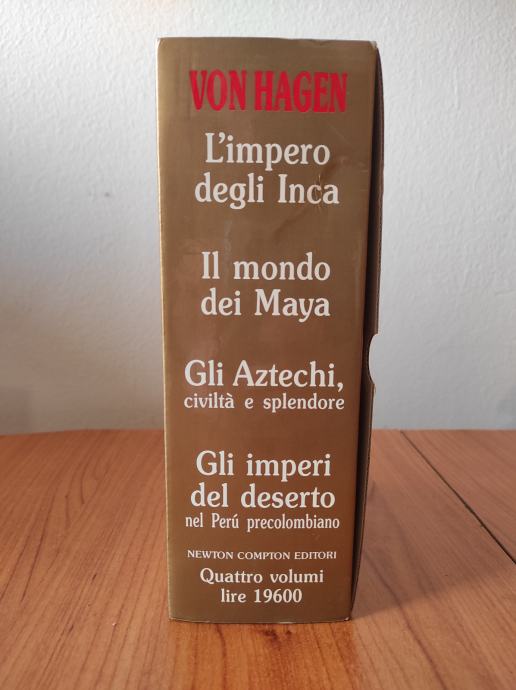 VON HAGEN
L'impero
degli Inca
Il mondo
dei Maya
Gli Aztechi,
civiltà e splendore
Gli imperi
del deserto
nel Perú precolombiano
NEWTON COMPTON EDITORI
Quattro volumi
lire 19600